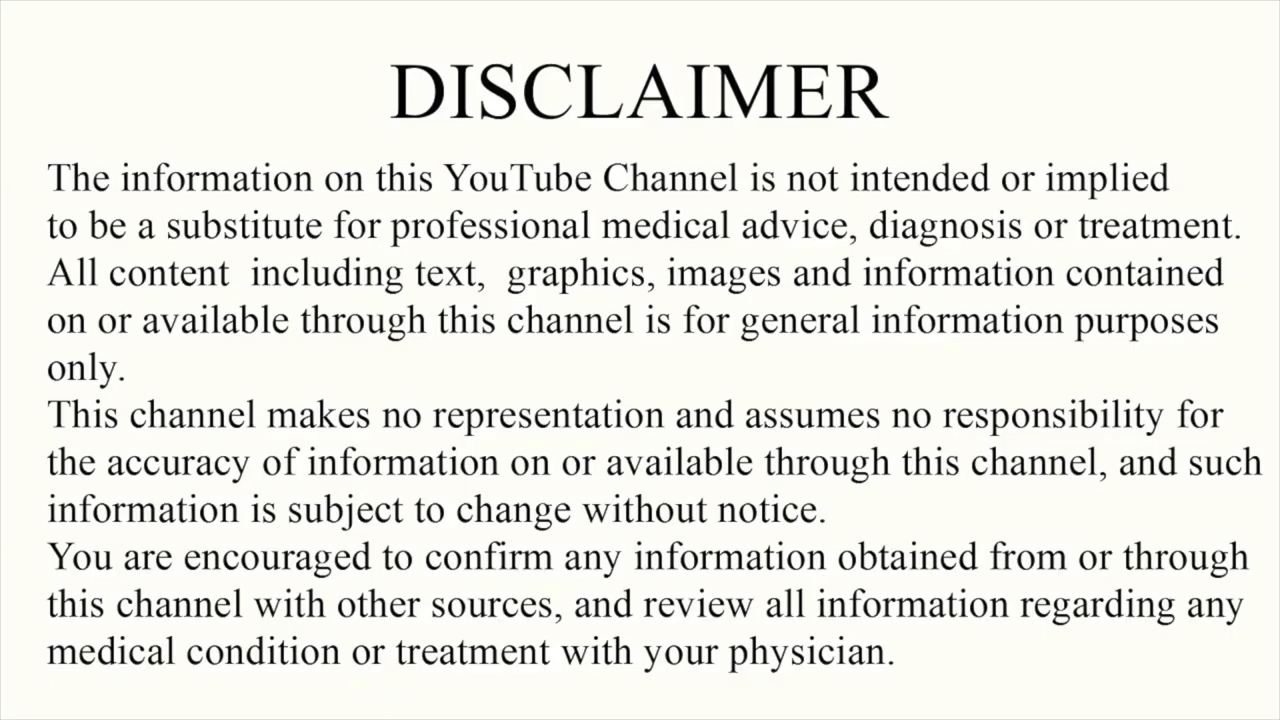 DISCLAIMER
The information on this YouTube Channel is not intended or implied
to be a substitute for professional medical advice, diagnosis or treatment.
All content  including text,  graphics, images and information contained
on or available through this channel is for general information purposes
only.
This channel makes no representation and assumes no responsibility for
the accuracy of information on or available through this channel, and such
information is subject to change without notice.
You are encouraged to confirm any information obtained from or through
this channel with other sources, and review all information regarding any
medical condition or treatment with your physician.